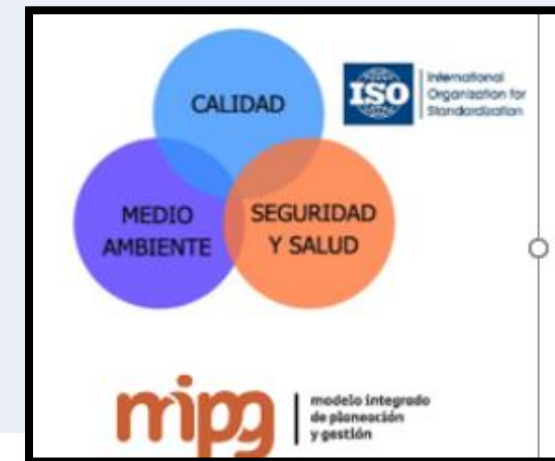 CALIDAD
ISO
International
Organization for
Standardization
MEDIO
AMBIENTE
SEGURIDAD
Y SALUD
mipg
modelo integrado
de planeación
y gestión